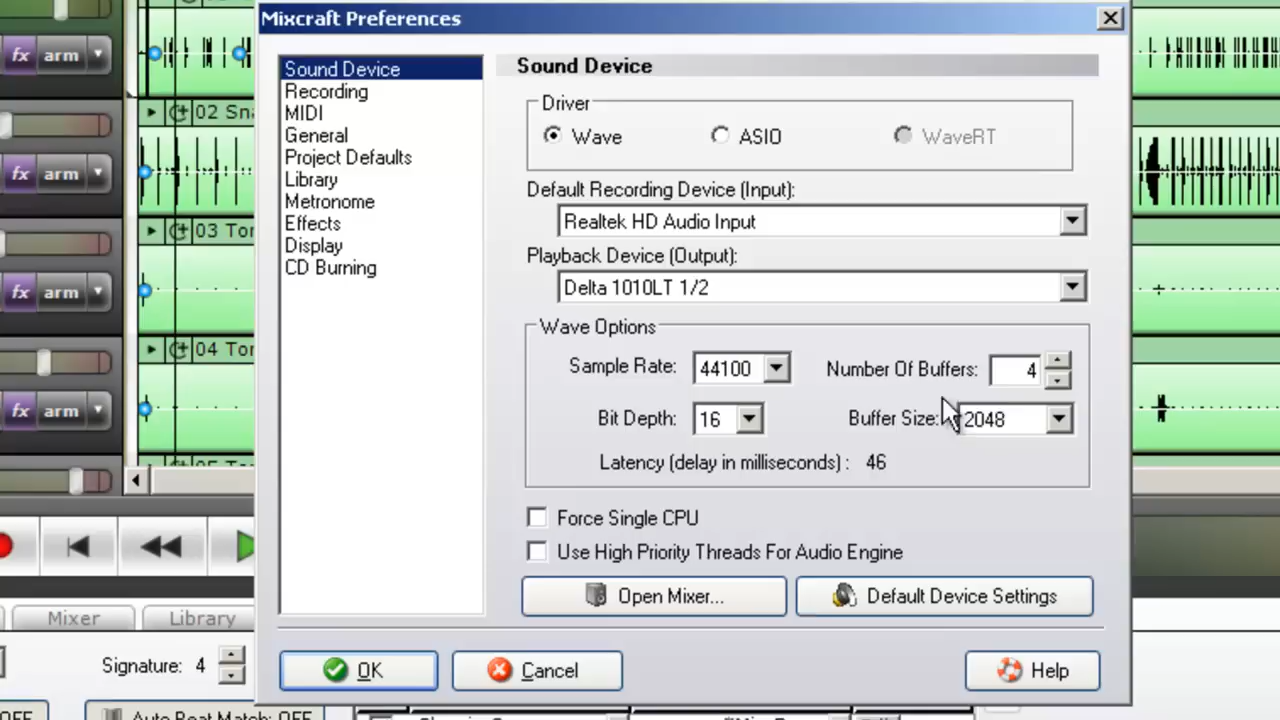 Mixcraft Preferences
Sound Device
Recording
MIDI
General
Project Defaults
Library
Metronome
Effects
Display
CD Burning
Sound Device
Driver
Wave
ASIO
WaveRT
Default Recording Device (Input):
Realtek HD Audio Input
Playback Device (Output):
Delta 1010LT 1/2
Wave Options
Sample Rate: 44100
Number Of Buffers: 4
Bit Depth: 16
Buffer Size: 2048
Latency (delay in milliseconds) : 46
Force Single CPU
Use High Priority Threads For Audio Engine
Open Mixer...
Default Device Settings
OK
Cancel
Help
fx arm
02 Sna
fx arm
03 Tom
fx arm
04 Tom
fx arm
Mixer
Library
Signature: 4
OFF
Auto Beat Match: OFF